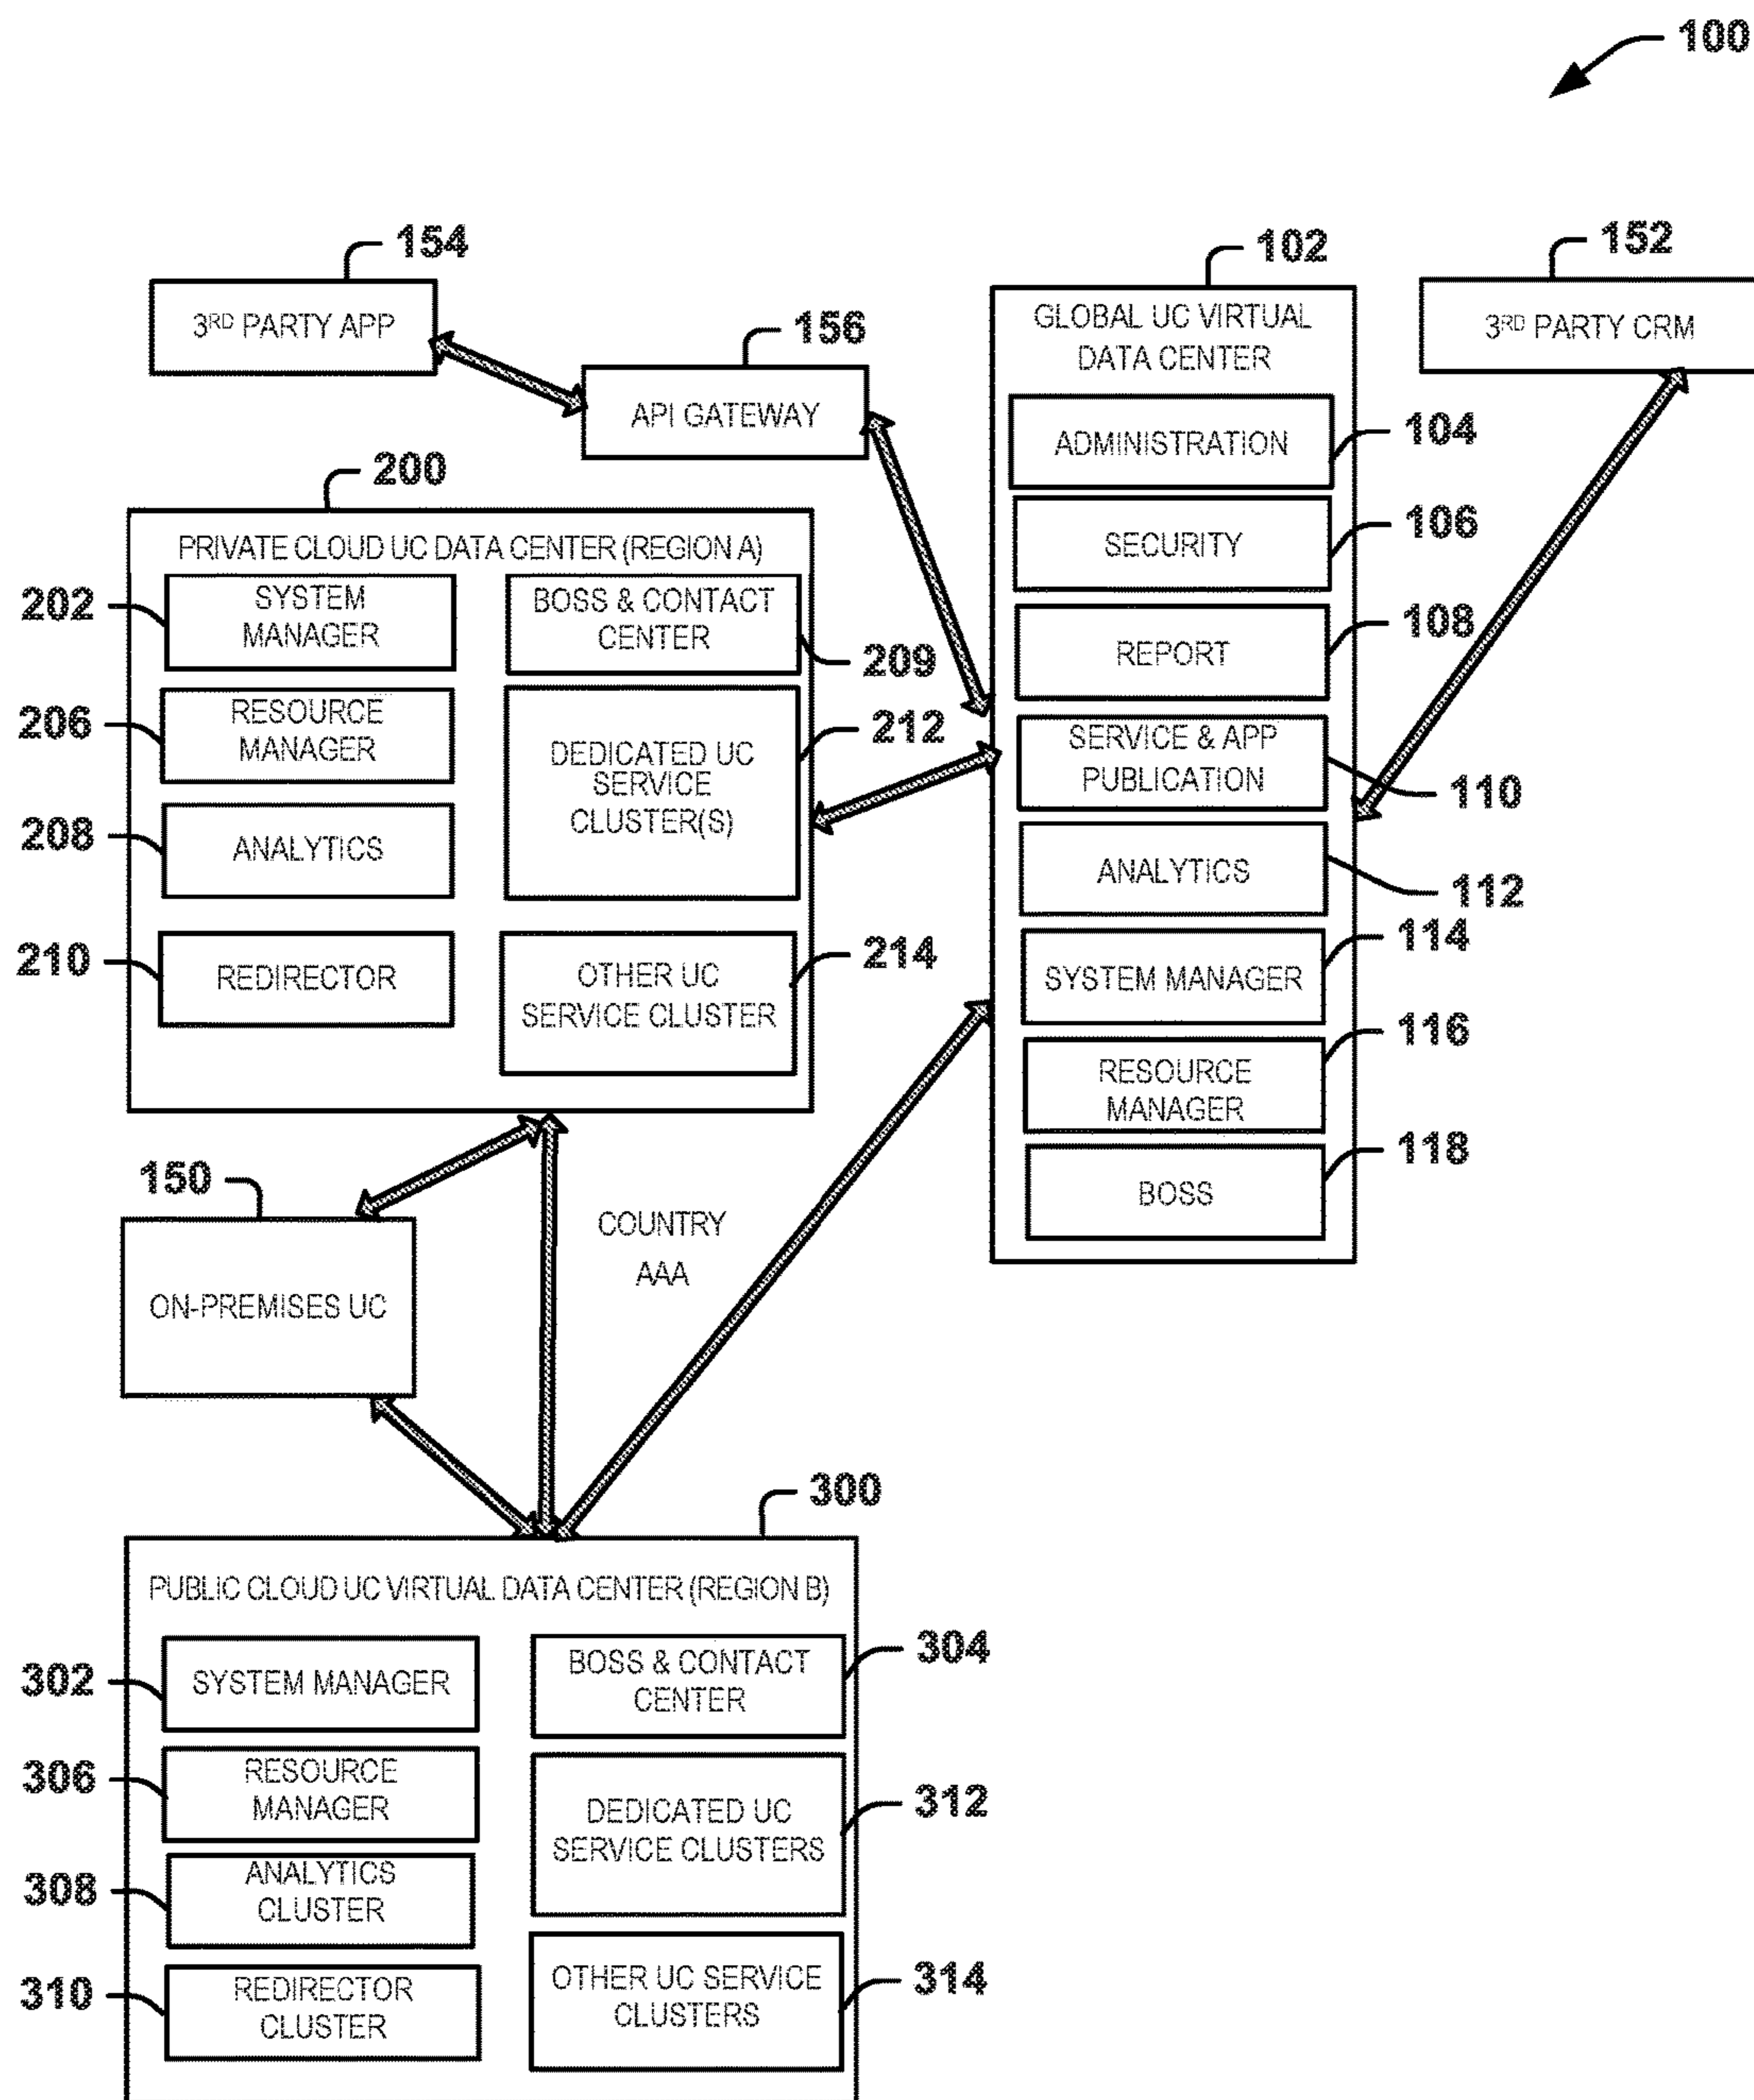 100
154
3RD PARTY APP
156
API GATEWAY
102
GLOBAL UC VIRTUAL
DATA CENTER
152
3RD PARTY CRM
ADMINISTRATION
104
SECURITY
106
REPORT
108
SERVICE & APP
PUBLICATION
110
ANALYTICS
112
SYSTEM MANAGER
114
RESOURCE
MANAGER
116
BOSS
118
200
PRIVATE CLOUD UC DATA CENTER (REGION A)
202
SYSTEM
MANAGER
BOSS & CONTACT
CENTER
209
206
RESOURCE
MANAGER
DEDICATED UC
SERVICE
CLUSTER(S)
212
208
ANALYTICS
210
REDIRECTOR
OTHER UC
SERVICE CLUSTER
214
150
ON-PREMISES UC
COUNTRY
AAA
300
PUBLIC CLOUD UC VIRTUAL DATA CENTER (REGION B)
302
SYSTEM MANAGER
BOSS & CONTACT
CENTER
304
306
RESOURCE
MANAGER
DEDICATED UC
SERVICE CLUSTERS
312
308
ANALYTICS
CLUSTER
310
REDIRECTOR
CLUSTER
OTHER UC SERVICE
CLUSTERS
314